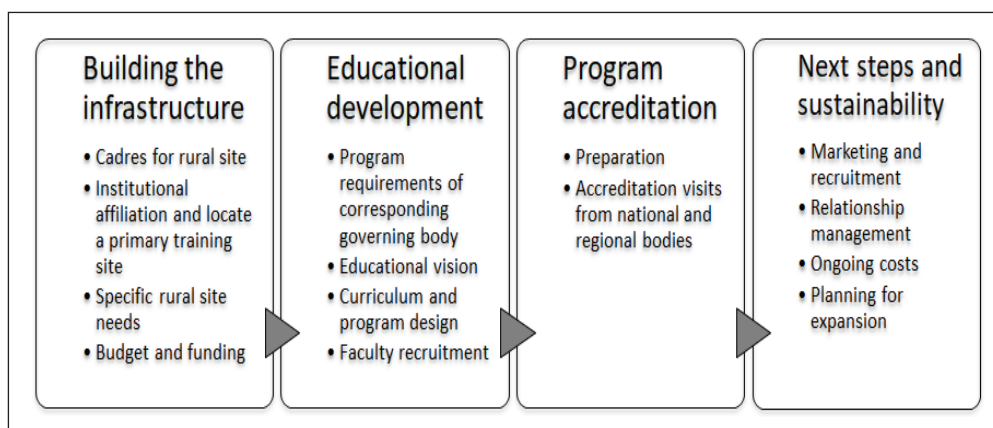 Building the
infrastructure
• Cadres for rural site
• Institutional
affiliation and locate
a primary training
site
• Specific rural site
needs
• Budget and funding
Educational
development
• Program
requirements of
corresponding
governing body
• Educational vision
• Curriculum and
program design
• Faculty recruitment
Program
accreditation
• Preparation
• Accreditation visits
from national and
regional bodies
Next steps and
sustainability
• Marketing and
recruitment
• Relationship
management
• Ongoing costs
• Planning for
expansion